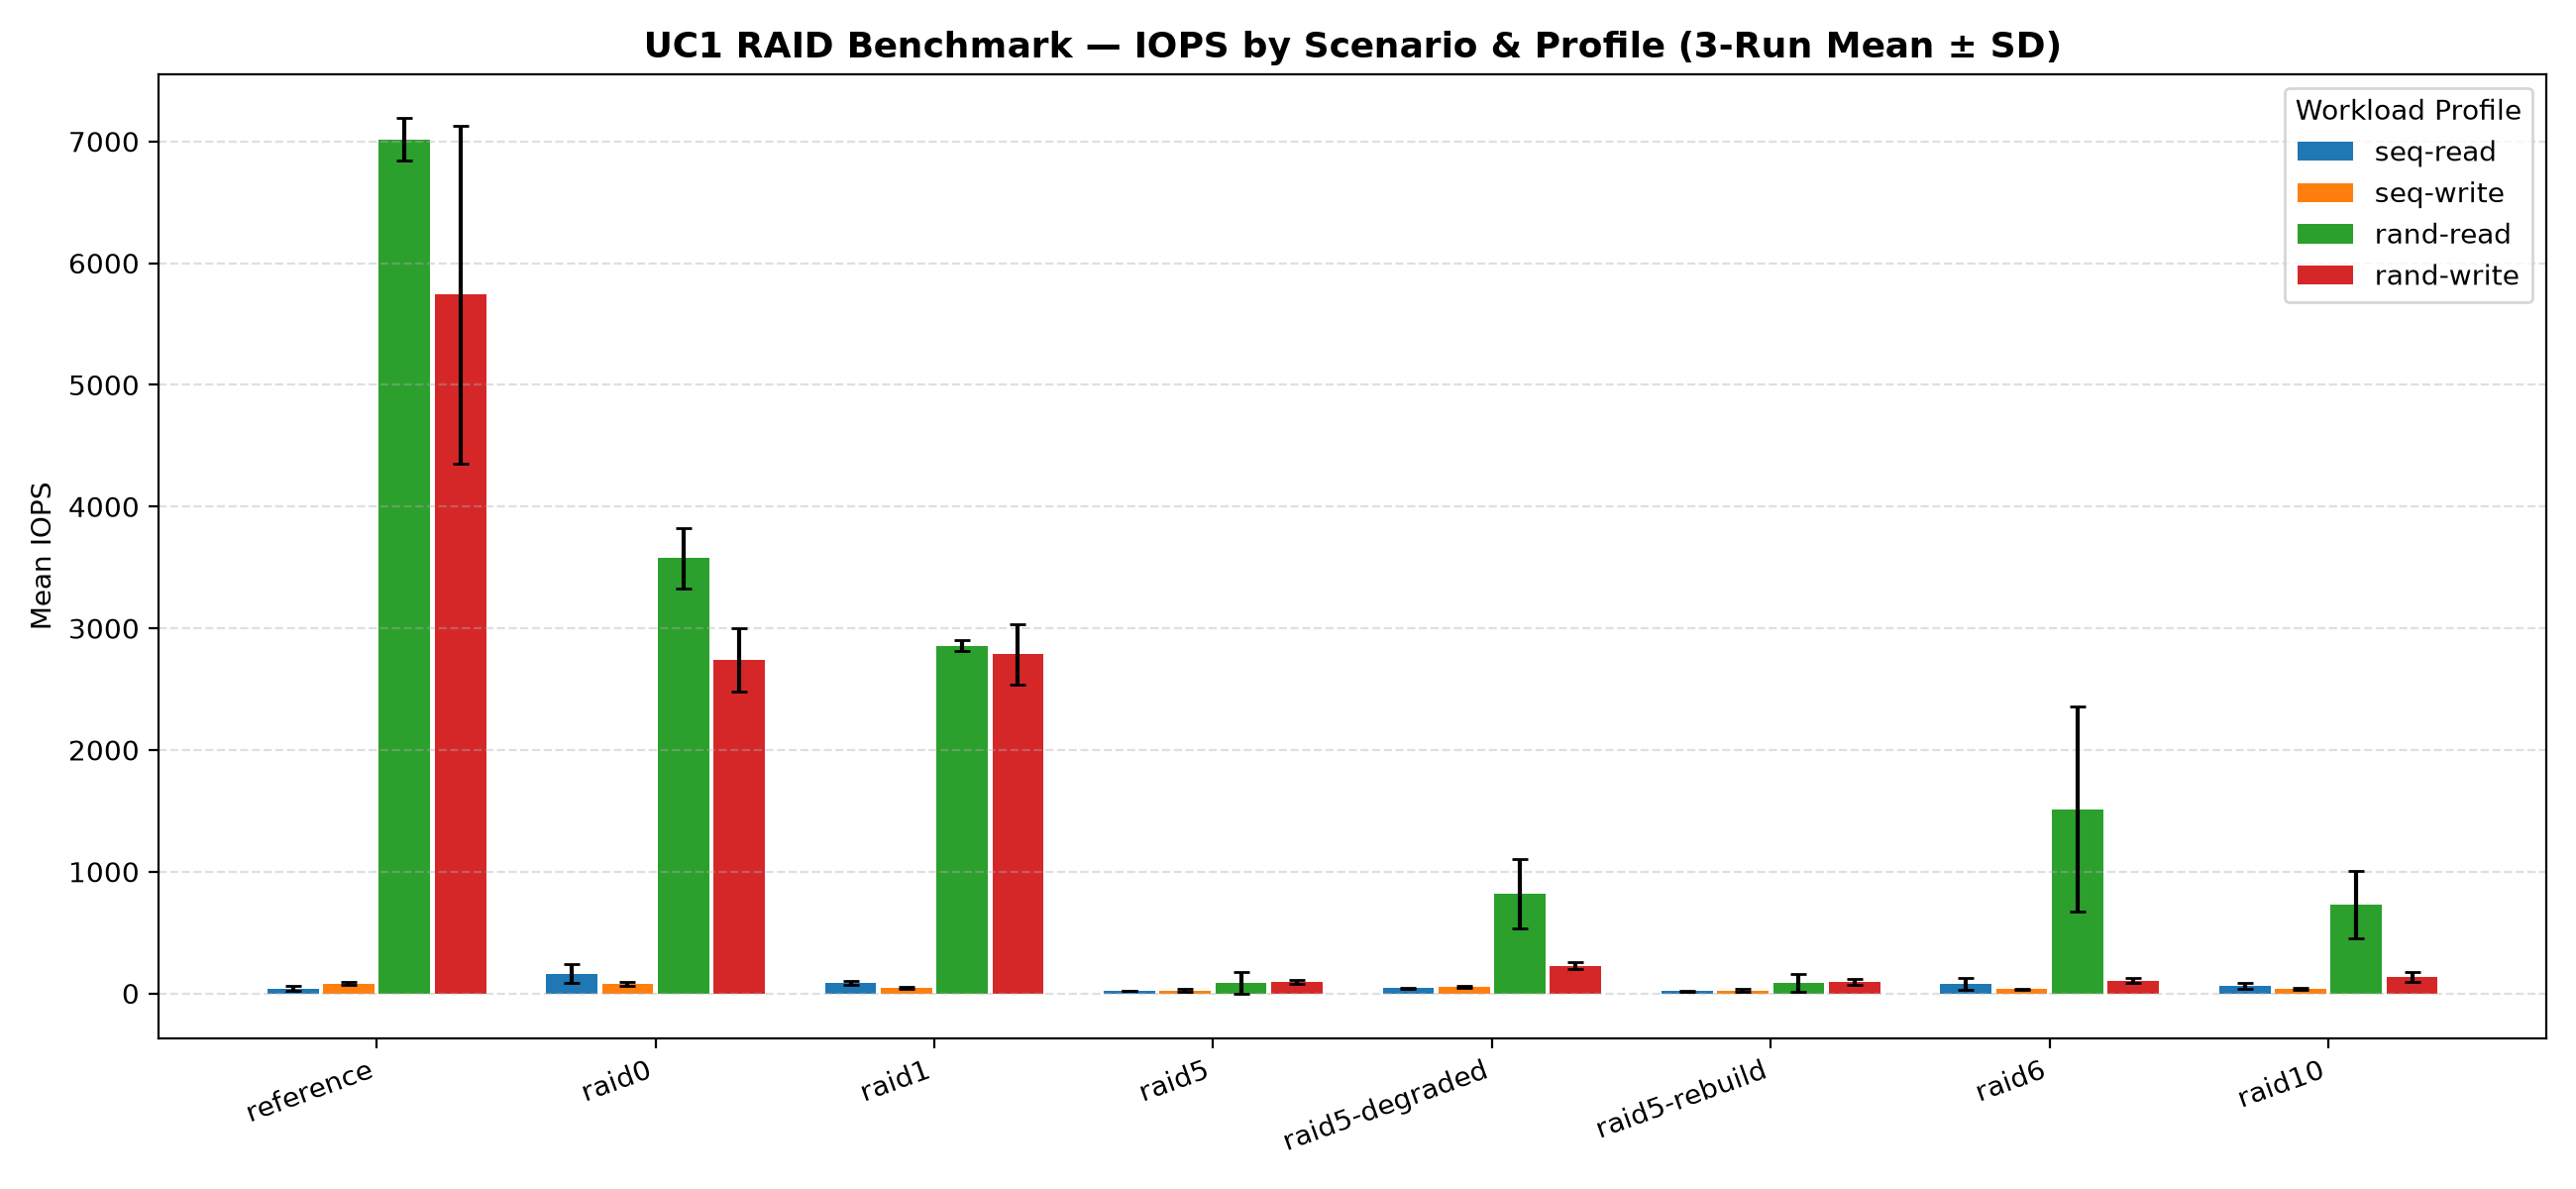 UC1 RAID Benchmark — IOPS by Scenario & Profile (3-Run Mean ± SD)
Workload Profile
seq-read
seq-write
rand-read
rand-write
Mean IOPS
7000
6000
5000
4000
3000
2000
1000
0
reference
raid0
raid1
raid5
raid5-degraded
raid5-rebuild
raid6
raid10